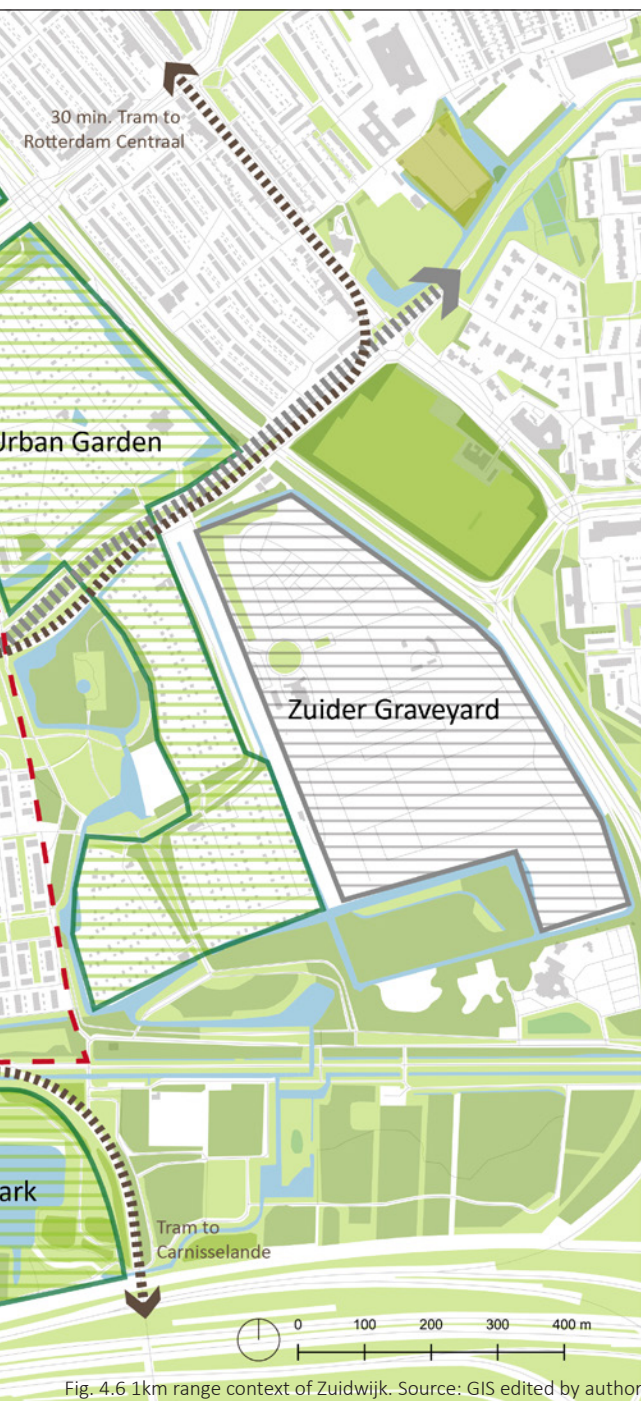 30 min. Tram to
Rotterdam Centraal
Urban Garden
Zuider Graveyard
ark
Tram to
Carnisselande
0 100 200 300 400 m
Fig. 4.6 1km range context of Zuidwijk. Source: GIS edited by author